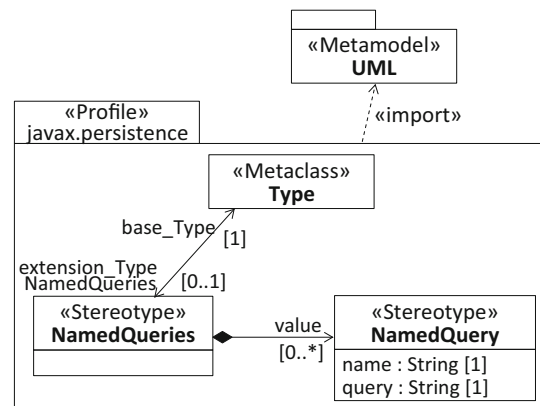 «Metamodel»
UML
«Profile»
javax.persistence
«import»
«Metaclass»
Type
base_Type
[1]
extension_Type
NamedQueries
[0..1]
«Stereotype»
NamedQueries
value
[0..*]
«Stereotype»
NamedQuery
name : String [1]
query : String [1]